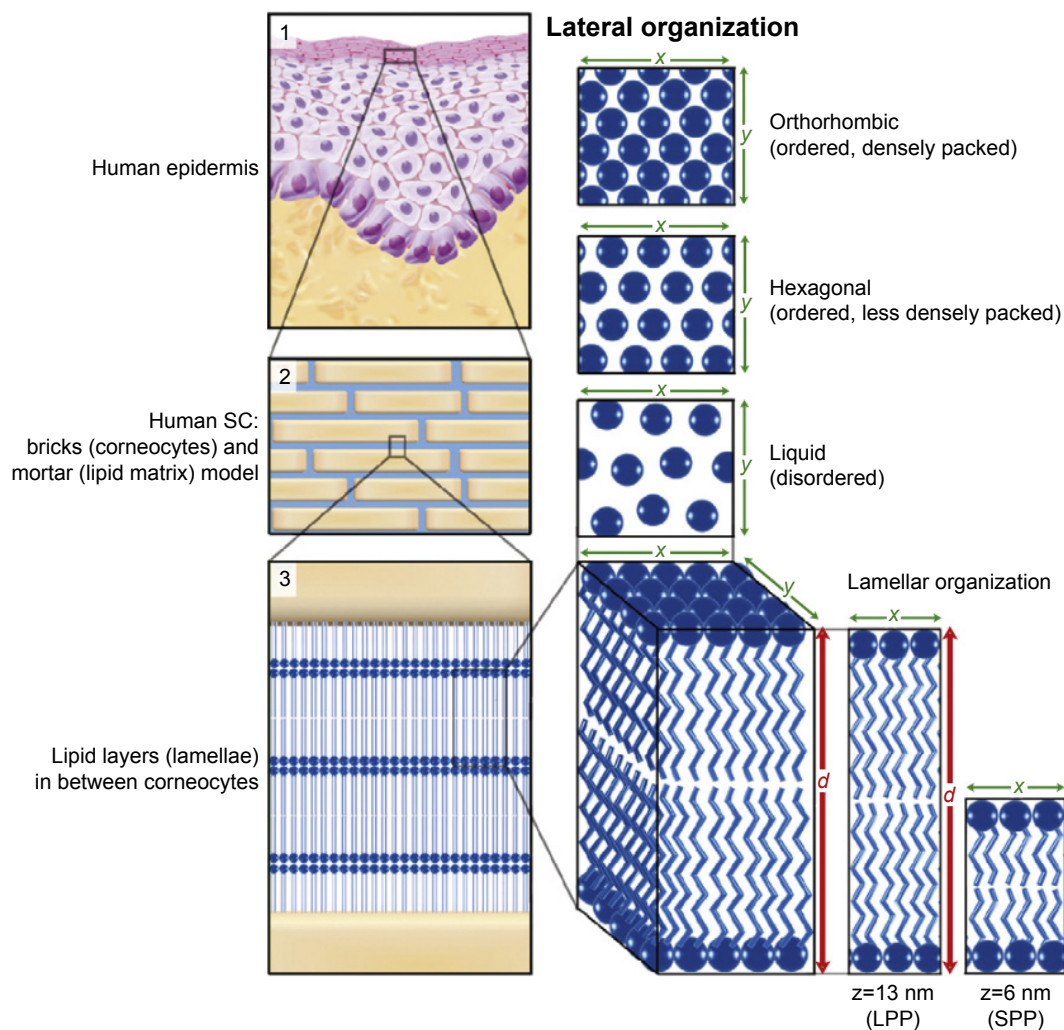 1
Human epidermis
2
Human SC:
bricks (corneocytes) and
mortar (lipid matrix) model
3
Lipid layers (lamellae)
in between corneocytes
Lateral organization
x
y
Orthorhombic
(ordered, densely packed)
x
y
Hexagonal
(ordered, less densely packed)
x
y
Liquid
(disordered)
x
y
d
Lamellar organization
x
d
z=13 nm
(LPP)
x
z=6 nm
(SPP)